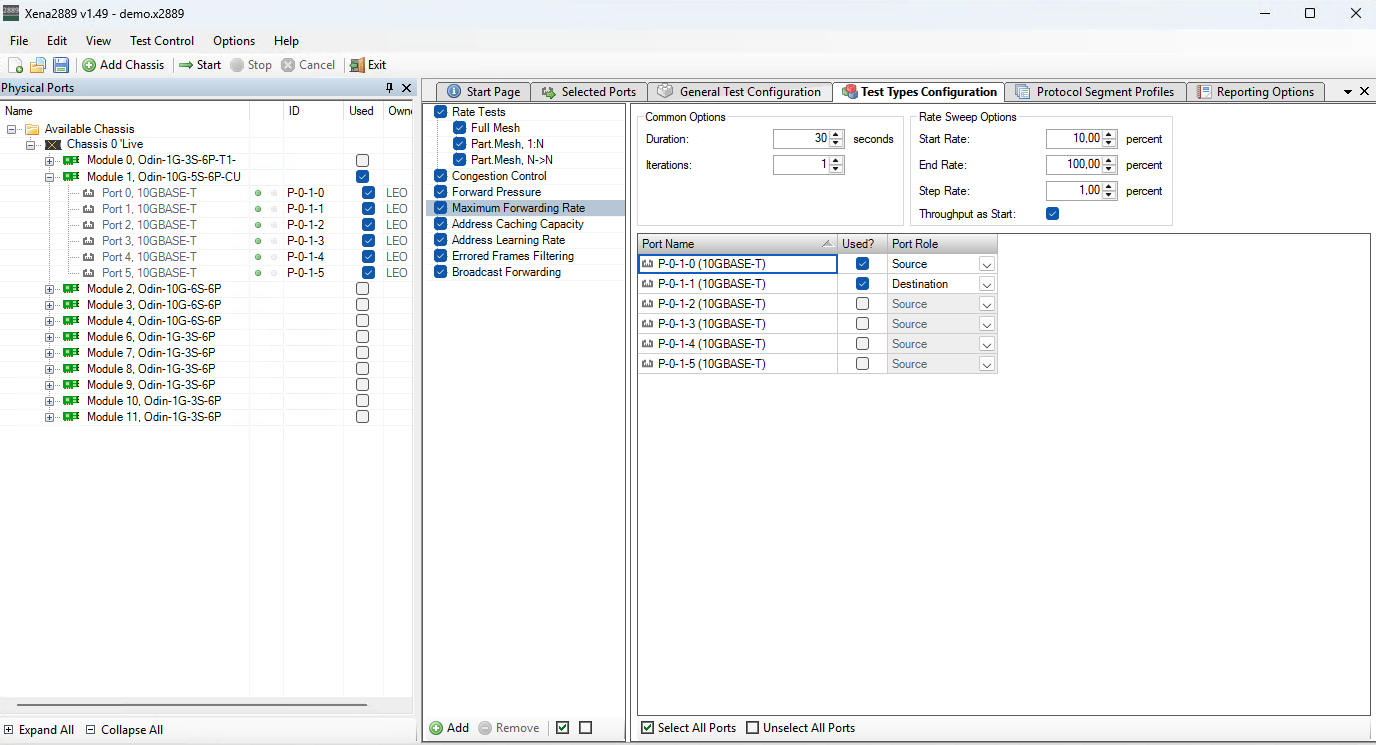 Xena2889 v1.49 - demo.x2889
File Edit View Test Control Options Help
Add Chassis Start Stop Cancel Exit
Physical Ports
Name ID Used Owne
Available Chassis
Chassis 0 'Live
Module 0, Odin-1G-3S-6P-T1-
Module 1, Odin-10G-5S-6P-CU
Port 0, 10GBASE-T P-0-1-0 LEO
Port 1, 10GBASE-T P-0-1-1 LEO
Port 2, 10GBASE-T P-0-1-2 LEO
Port 3, 10GBASE-T P-0-1-3 LEO
Port 4, 10GBASE-T P-0-1-4 LEO
Port 5, 10GBASE-T P-0-1-5 LEO
Module 2, Odin-10G-6S-6P
Module 3, Odin-10G-6S-6P
Module 4, Odin-10G-6S-6P
Module 6, Odin-1G-3S-6P
Module 7, Odin-1G-3S-6P
Module 8, Odin-1G-3S-6P
Module 9, Odin-1G-3S-6P
Module 10, Odin-1G-3S-6P
Module 11, Odin-1G-3S-6P
Expand All Collapse All
Start Page Selected Ports General Test Configuration Test Types Configuration Protocol Segment Profiles Reporting Options
Rate Tests
Full Mesh
Part.Mesh, 1:N
Part.Mesh, N->N
Congestion Control
Forward Pressure
Maximum Forwarding Rate
Address Caching Capacity
Address Learning Rate
Errored Frames Filtering
Broadcast Forwarding
Add Remove
Common Options
Duration: 30 seconds
Iterations: 1
Rate Sweep Options
Start Rate: 10,00 percent
End Rate: 100,00 percent
Step Rate: 1,00 percent
Throughput as Start:
Port Name Used? Port Role
P-0-1-0 (10GBASE-T) Source
P-0-1-1 (10GBASE-T) Destination
P-0-1-2 (10GBASE-T) Source
P-0-1-3 (10GBASE-T) Source
P-0-1-4 (10GBASE-T) Source
P-0-1-5 (10GBASE-T) Source
Select All Ports Unselect All Ports